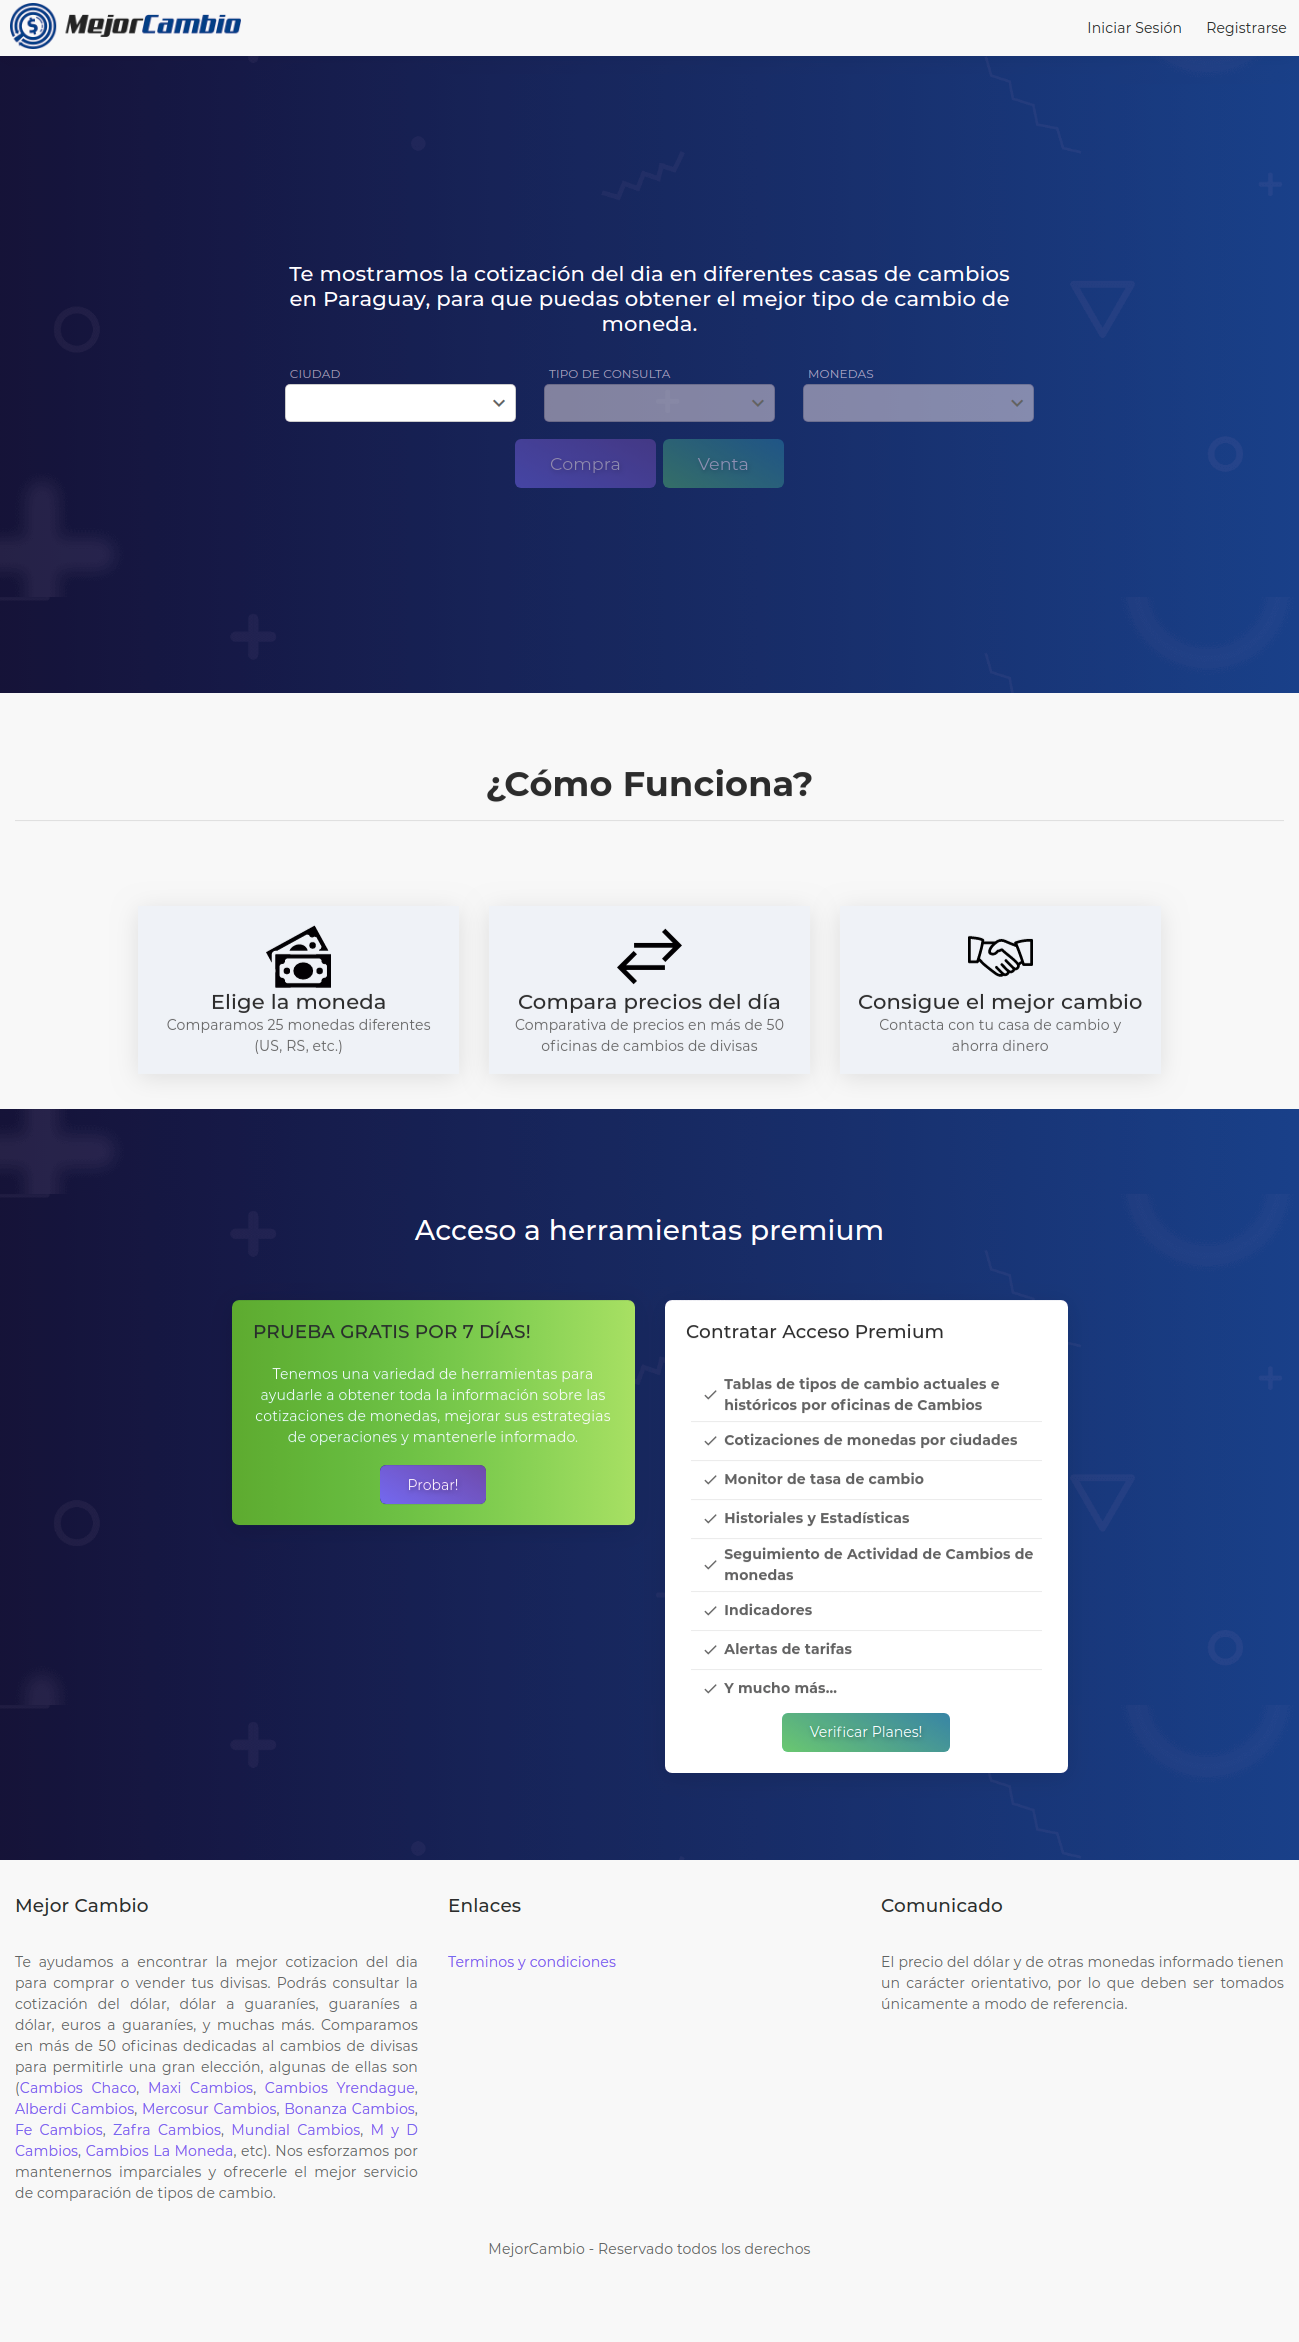 MejorCambio
Iniciar Sesión
Registrarse
Te mostramos la cotización del dia en diferentes casas de cambios
en Paraguay, para que puedas obtener el mejor tipo de cambio de
moneda.
CIUDAD
TIPO DE CONSULTA
MONEDAS
Compra
Venta
¿Cómo Funciona?
Elige la moneda
Comparamos 25 monedas diferentes
(US, RS, etc.)
Compara precios del día
Comparativa de precios en más de 50
oficinas de cambios de divisas
Consigue el mejor cambio
Contacta con tu casa de cambio y
ahorra dinero
Acceso a herramientas premium
PRUEBA GRATIS POR 7 DÍAS!
Tenemos una variedad de herramientas para
ayudarle a obtener toda la información sobre las
cotizaciones de monedas, mejorar sus estrategias
de operaciones y mantenerle informado.
Probar!
Contratar Acceso Premium
Tablas de tipos de cambio actuales e
históricos por oficinas de Cambios
Cotizaciones de monedas por ciudades
Monitor de tasa de cambio
Historiales y Estadísticas
Seguimiento de Actividad de Cambios de
monedas
Indicadores
Alertas de tarifas
Y mucho más...
Verificar Planes!
Mejor Cambio
Te ayudamos a encontrar la mejor cotizacion del dia
para comprar o vender tus divisas. Podrás consultar la
cotización del dólar, dólar a guaraníes, guaraníes a
dólar, euros a guaraníes, y muchas más. Comparamos
en más de 50 oficinas dedicadas al cambios de divisas
para permitirle una gran elección, algunas de ellas son
(Cambios Chaco, Maxi Cambios, Cambios Yrendague,
Alberdi Cambios, Mercosur Cambios, Bonanza Cambios,
Fe Cambios, Zafra Cambios, Mundial Cambios, M y D
Cambios, Cambios La Moneda, etc). Nos esforzamos por
mantenernos imparciales y ofrecerle el mejor servicio
de comparación de tipos de cambio.
Enlaces
Terminos y condiciones
Comunicado
El precio del dólar y de otras monedas informado tienen
un carácter orientativo, por lo que deben ser tomados
únicamente a modo de referencia.
MejorCambio - Reservado todos los derechos